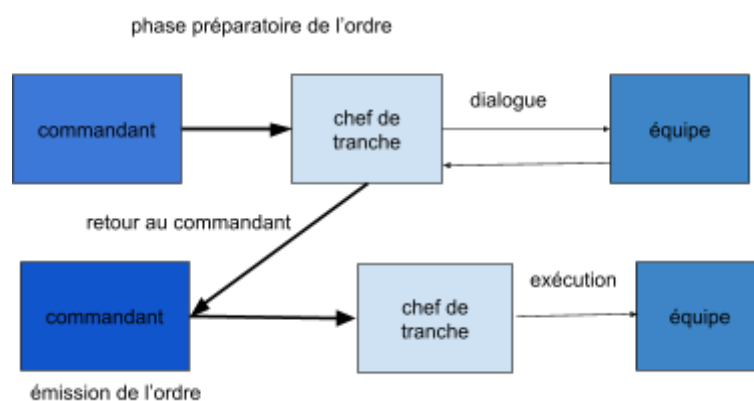 phase préparatoire de l'ordre
commandant
chef de
tranche
dialogue
équipe
retour au commandant
commandant
chef de
tranche
exécution
équipe
émission de l'ordre